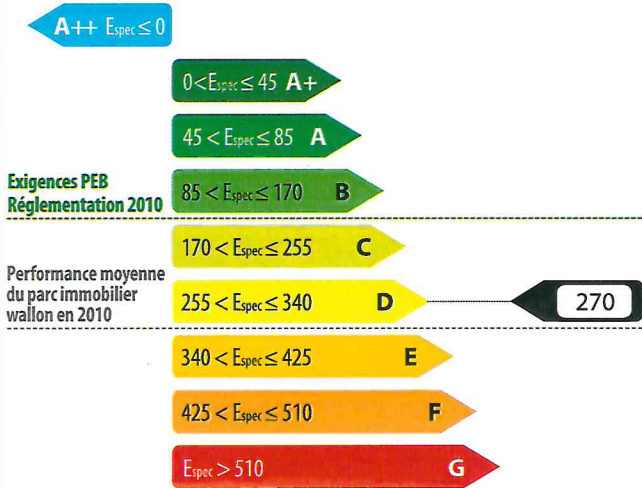 A++ Espec ≤ 0
0 < Espec ≤ 45 A+
45 < Espec ≤ 85 A
Exigences PEB
Réglementation 2010
85 < Espec ≤ 170 B
170 < Espec ≤ 255 C
Performance moyenne
du parc immobilier
wallon en 2010
255 < Espec ≤ 340 D
270
340 < Espec ≤ 425 E
425 < Espec ≤ 510 F
Espec > 510 G